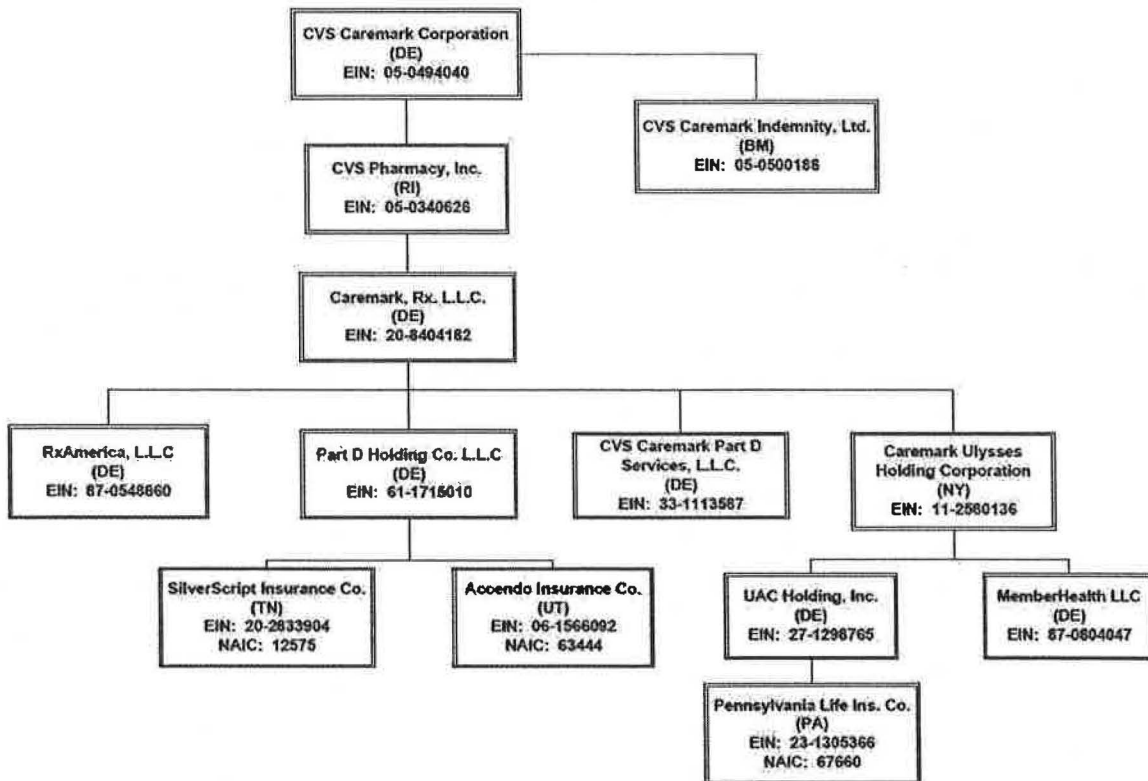 CVS Caremark Corporation
(DE)
EIN: 05-0494040
CVS Caremark Indemnity, Ltd.
(BM)
EIN: 05-0500188
CVS Pharmacy, Inc.
(RI)
EIN: 05-0340626
Caremark, Rx. L.L.C.
(DE)
EIN: 20-8404182
RxAmerica, L.L.C
(DE)
EIN: 87-0548660
Part D Holding Co. L.L.C
(DE)
EIN: 61-1715010
CVS Caremark Part D
Services, L.L.C.
(DE)
EIN: 33-1113587
Caremark Ulysses
Holding Corporation
(NY)
EIN: 11-2580136
SilverScript Insurance Co.
(TN)
EIN: 20-2833904
NAIC: 12575
Accendo Insurance Co.
(UT)
EIN: 06-1566092
NAIC: 63444
UAC Holding, Inc.
(DE)
EIN: 27-1298765
MemberHealth LLC
(DE)
EIN: 87-0804047
Pennsylvania Life Ins. Co.
(PA)
EIN: 23-1305366
NAIC: 67660